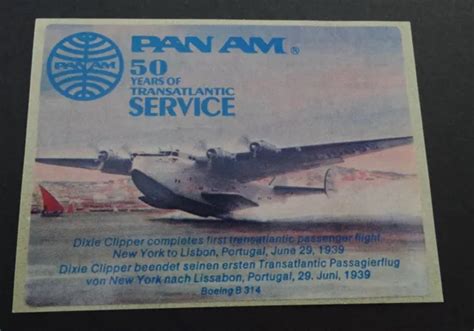 PAN AM
PAN AM®
50
YEARS OF
TRANSATLANTIC
SERVICE
Dixie Clipper completes first transatlantic passenger flight
New York to Lisbon, Portugal, June 29, 1939
Dixie Clipper beendet seinen ersten Transatlantic Passagierflug
von New York nach Lissabon, Portugal, 29. Juni, 1939
Boeing B 314